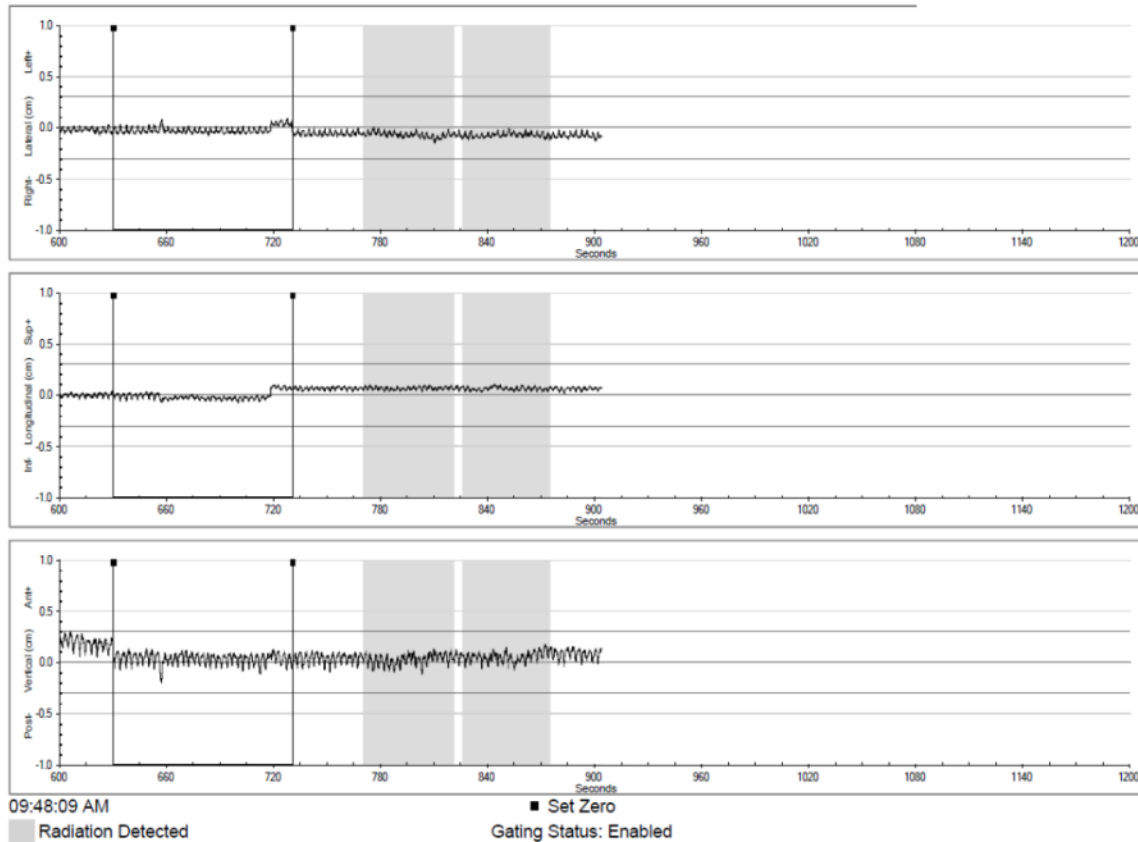 1.0
0.5
0.0
-0.5
-1.0
Right- Lateral (cm) Left+
600 660 720 780 840 900 960 1020 1080 1140 1200
Seconds
1.0
0.5
0.0
-0.5
-1.0
Inf- Longitudinal (cm) Sup+
600 660 720 780 840 900 960 1020 1080 1140 1200
Seconds
1.0
0.5
0.0
-0.5
-1.0
Post- Vertical (cm) Ant+
600 660 720 780 840 900 960 1020 1080 1140 1200
Seconds
09:48:09 AM
Set Zero
Radiation Detected
Gating Status: Enabled